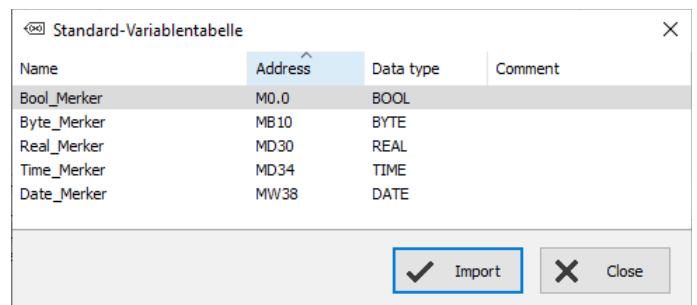 Standard-Variablentabelle
Name Address Data type Comment
Bool_Merker M0.0 BOOL
Byte_Merker MB10 BYTE
Real_Merker MD30 REAL
Time_Merker MD34 TIME
Date_Merker MW38 DATE
Import Close